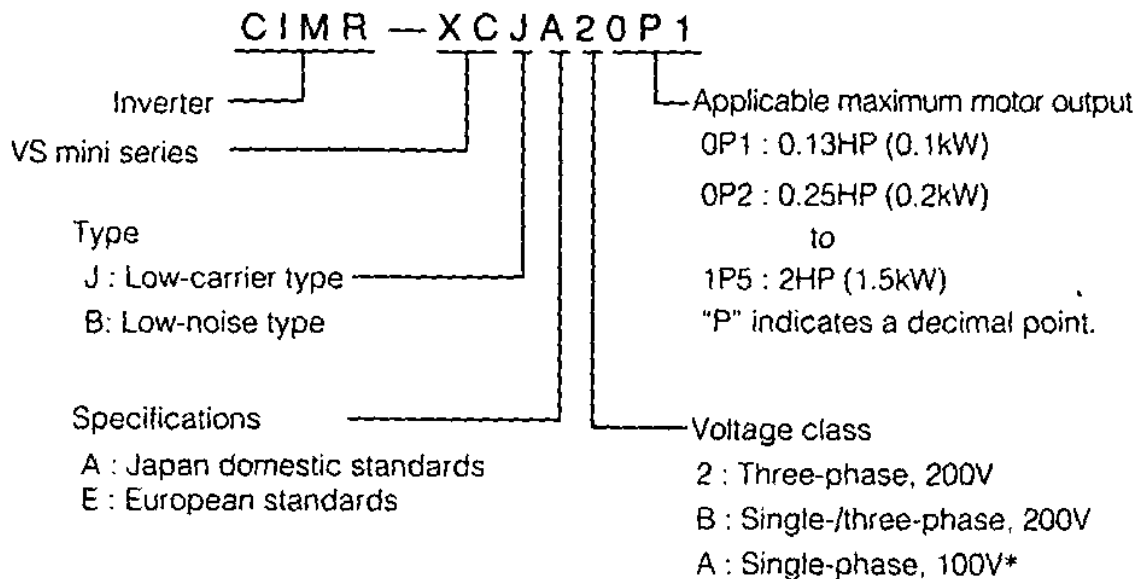 CIMR-XCJA20P1
Inverter
VS mini series
Type
J : Low-carrier type
B: Low-noise type
Specifications
A : Japan domestic standards
E : European standards
Applicable maximum motor output
0P1 : 0.13HP (0.1kW)
0P2 : 0.25HP (0.2kW)
to
1P5 : 2HP (1.5kW)
"P" indicates a decimal point.
Voltage class
2 : Three-phase, 200V
B : Single-/three-phase, 200V
A : Single-phase, 100V*